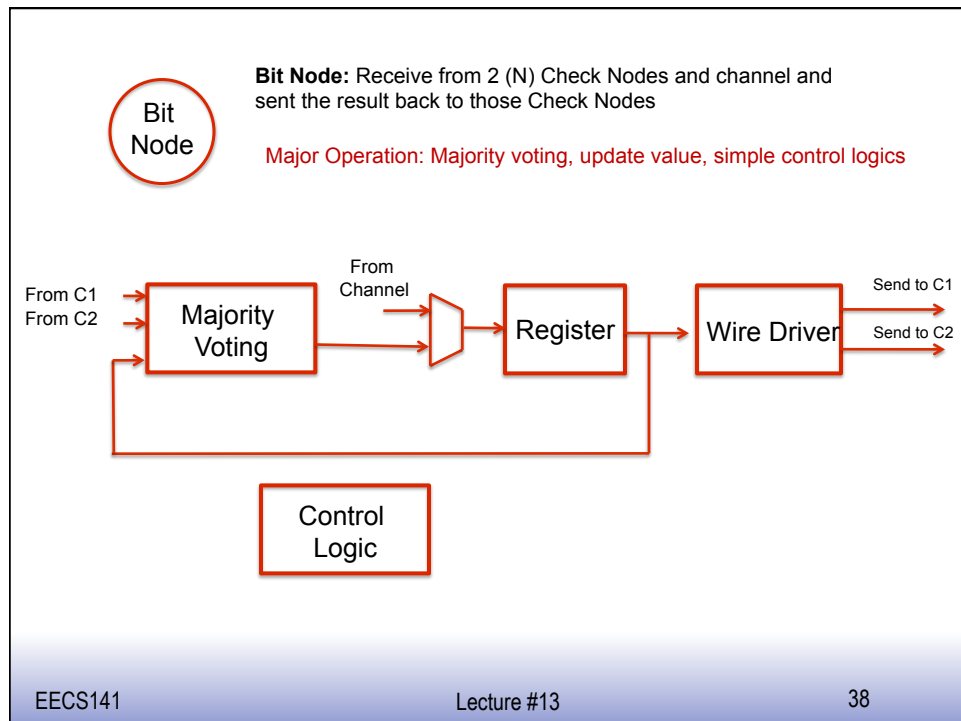 Bit
Node
Bit Node: Receive from 2 (N) Check Nodes and channel and
sent the result back to those Check Nodes
Major Operation: Majority voting, update value, simple control logics
From C1
From C2
Majority
Voting
From
Channel
Register
Wire Driver
Send to C1
Send to C2
Control
Logic
EECS141
Lecture #13
38